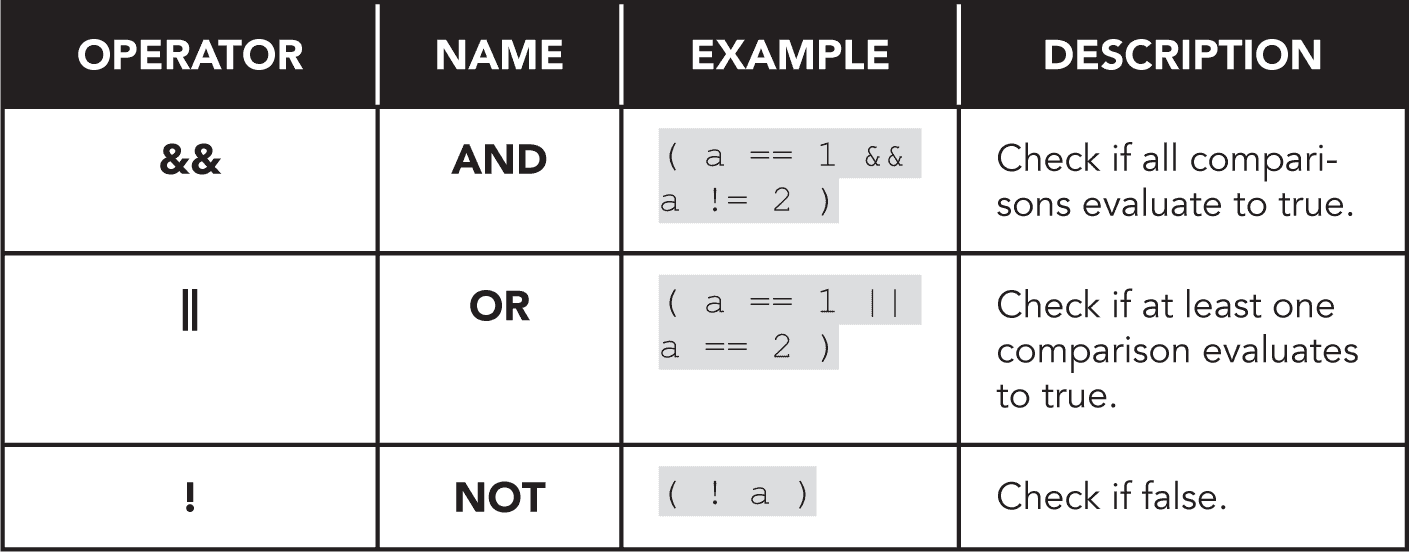 OPERATOR NAME EXAMPLE DESCRIPTION
&& AND ( a == 1 && Check if all compari-
a != 2 ) sons evaluate to true.
|| OR ( a == 1 || Check if at least one
a == 2 ) comparison evaluates
to true.
! NOT ( ! a ) Check if false.